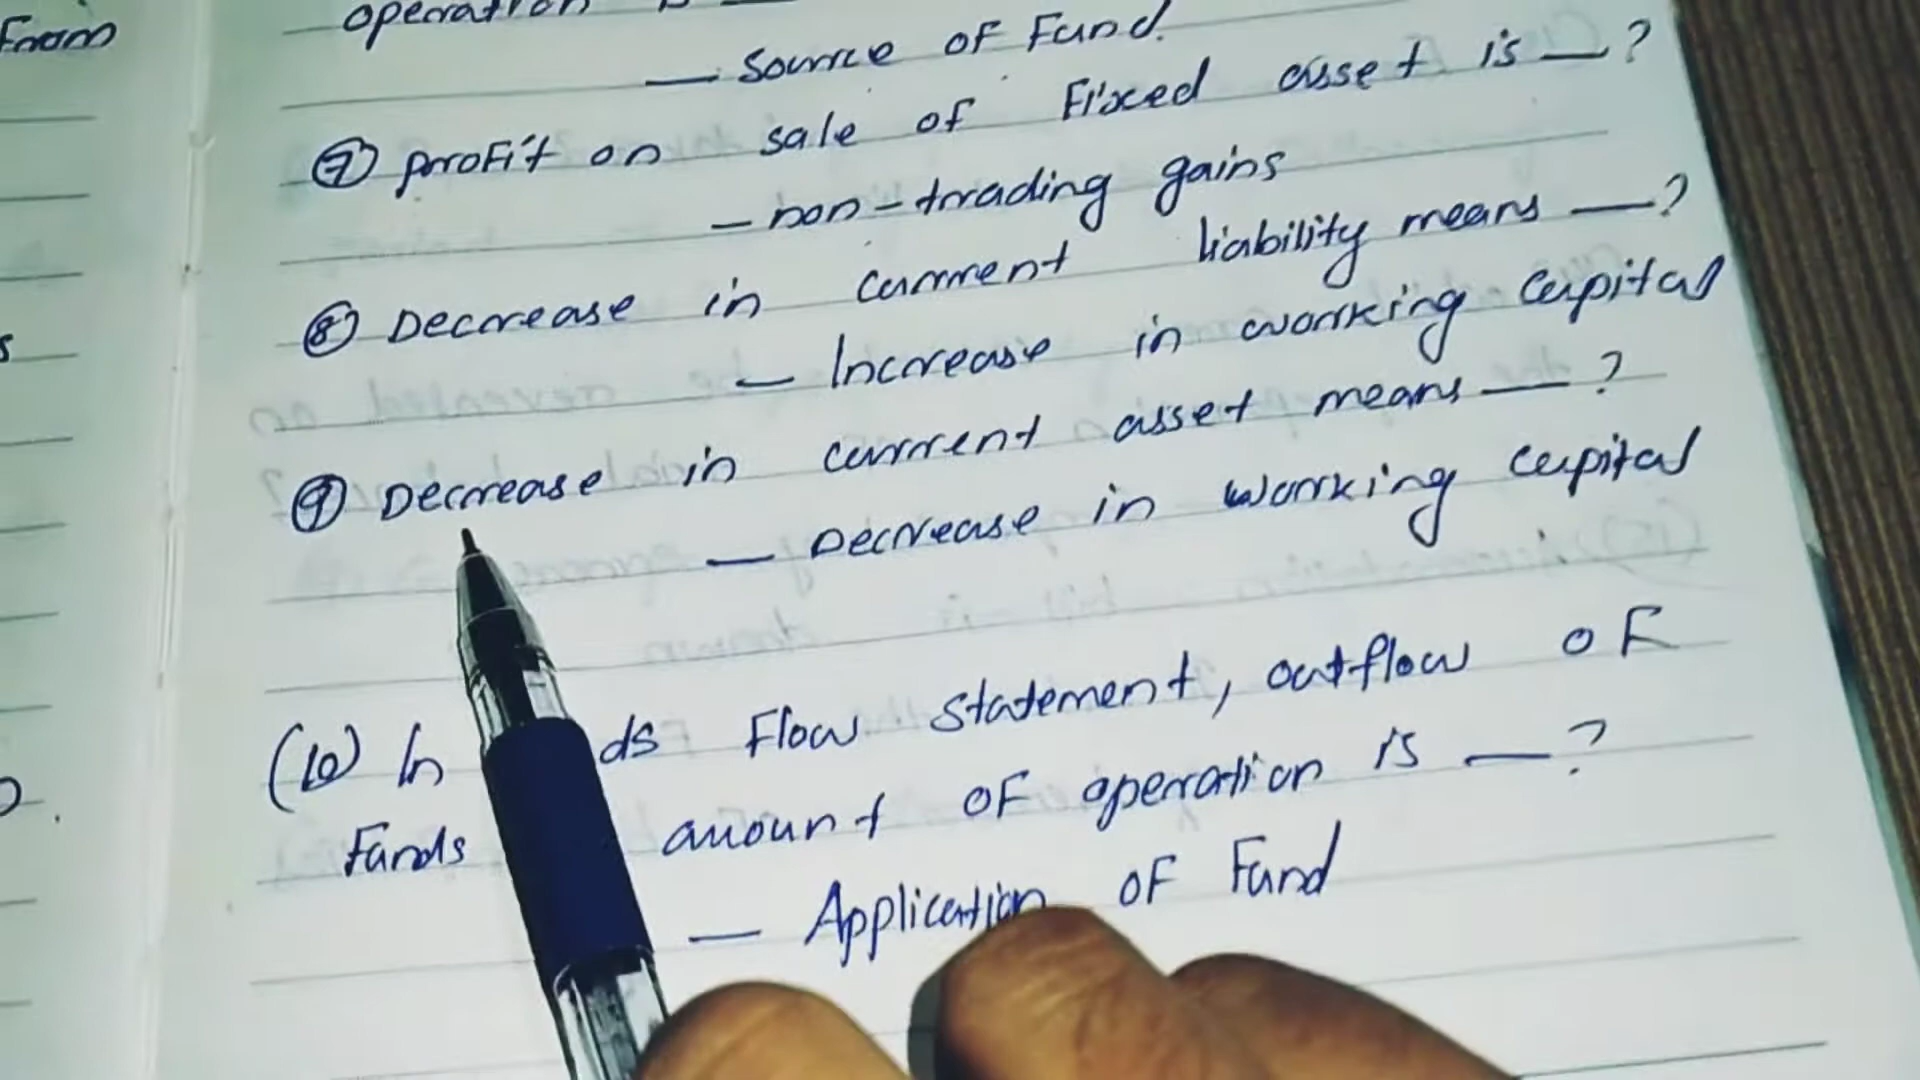 From
operation is —
— Source of Fund.
⑦ profit on sale of Fixed asset is — ?
— non-trading gains
⑧ Decrease in current liability means — ?
— Increase in working capital
⑨ Decrease in current asset means — ?
— Decrease in working capital
(10) In ds Flow statement, outflow of
Funds amount of operation is — ?
— Application of Fund